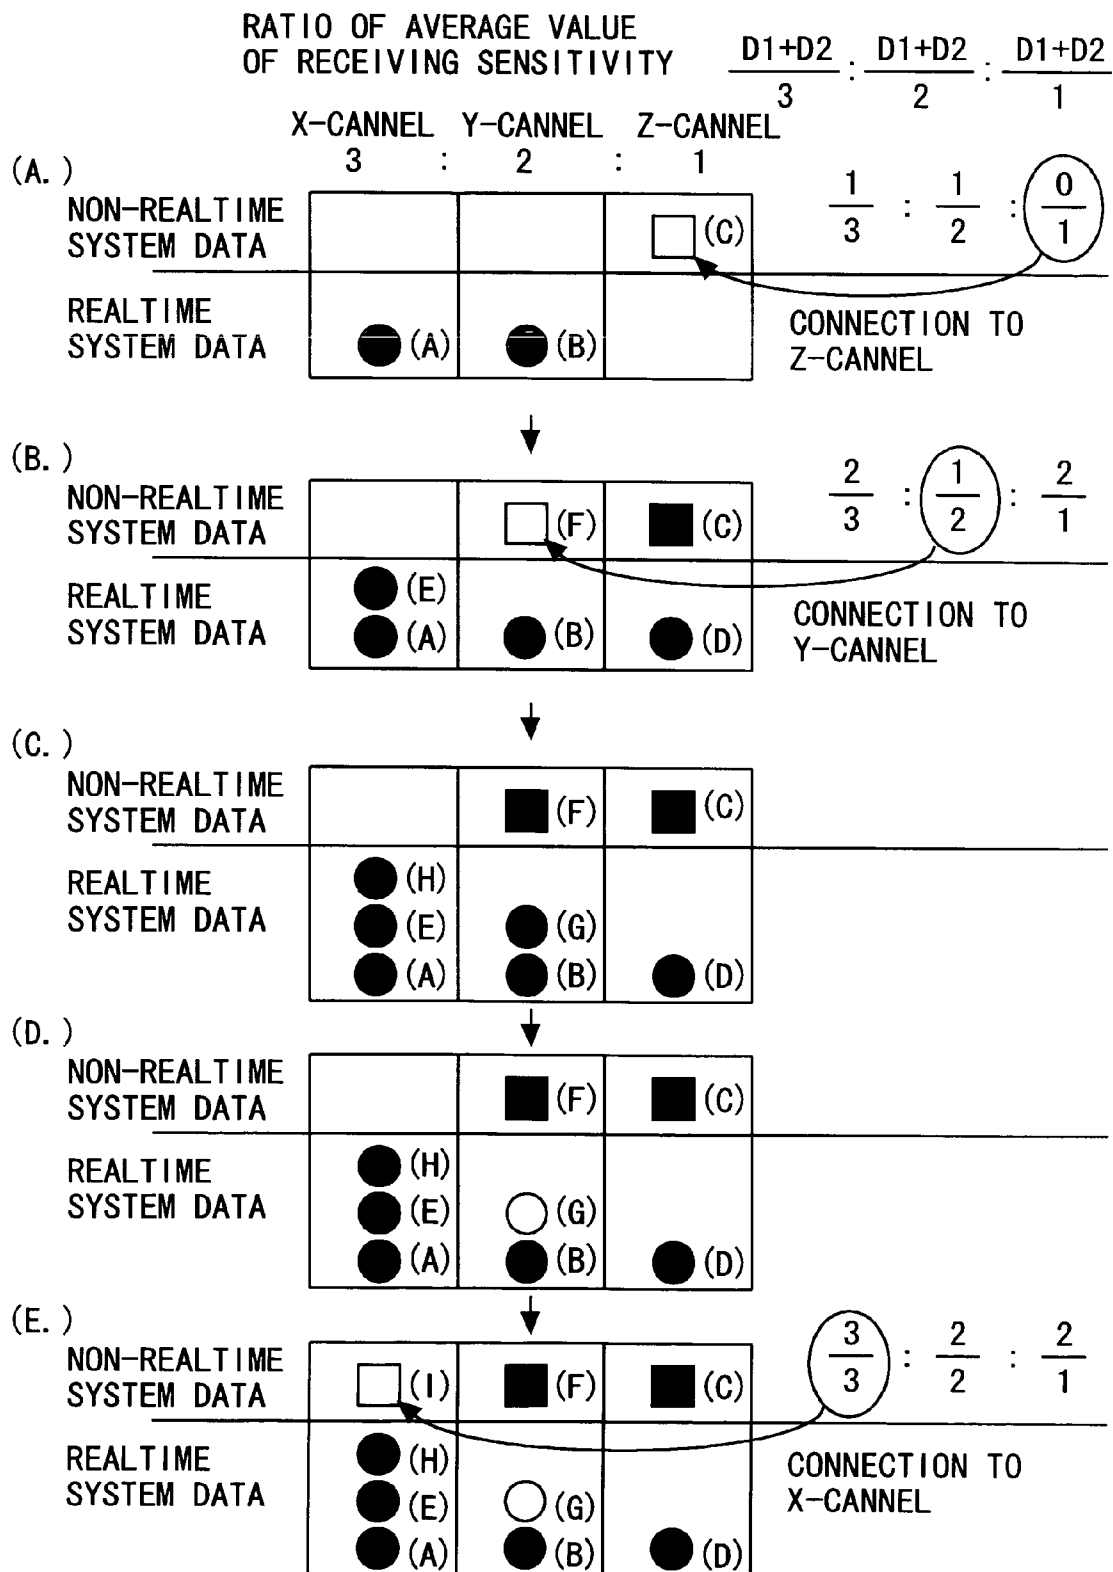 RATIO OF AVERAGE VALUE
OF RECEIVING SENSITIVITY
D1+D2 : D1+D2 : D1+D2
3 2 1
X-CANNEL Y-CANNEL Z-CANNEL
3 : 2 : 1
(A.)
NON-REALTIME
SYSTEM DATA
(C)
1 : 1 : 0
3 2 1
REALTIME
SYSTEM DATA
(A) (B)
CONNECTION TO
Z-CANNEL
(B.)
NON-REALTIME
SYSTEM DATA
(F) (C)
2 : 1 : 2
3 2 1
REALTIME
SYSTEM DATA
(E)
(A) (B) (D)
CONNECTION TO
Y-CANNEL
(C.)
NON-REALTIME
SYSTEM DATA
(F) (C)
REALTIME
SYSTEM DATA
(H)
(E) (G)
(A) (B) (D)
(D.)
NON-REALTIME
SYSTEM DATA
(F) (C)
REALTIME
SYSTEM DATA
(H)
(E) (G)
(A) (B) (D)
(E.)
NON-REALTIME
SYSTEM DATA
(I) (F) (C)
3 : 2 : 2
3 2 1
REALTIME
SYSTEM DATA
(H)
(E) (G)
(A) (B) (D)
CONNECTION TO
X-CANNEL